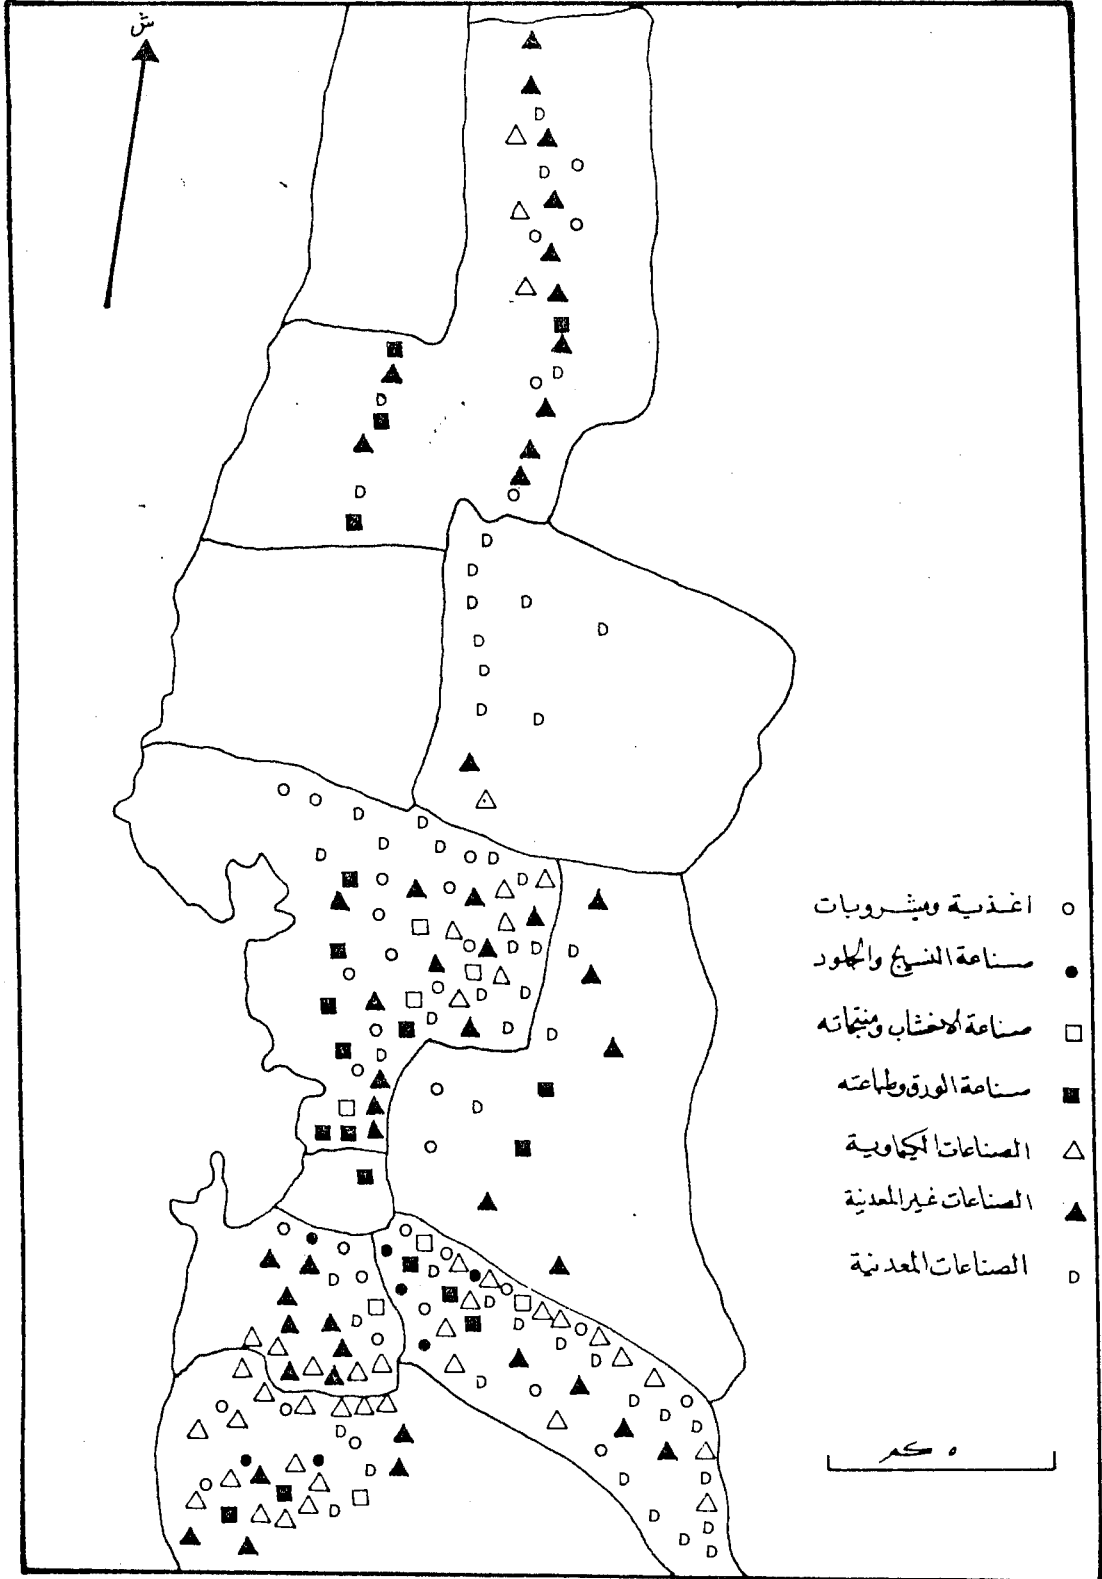 ش
اغذية ومشروبات
صناعة النسيج والجلود
صناعة الاخشاب ومنتجاته
صناعة الورق وطباعته
الصناعات الكيماوية
الصناعات غير المعدنية
الصناعات المعدنية
٥ كم